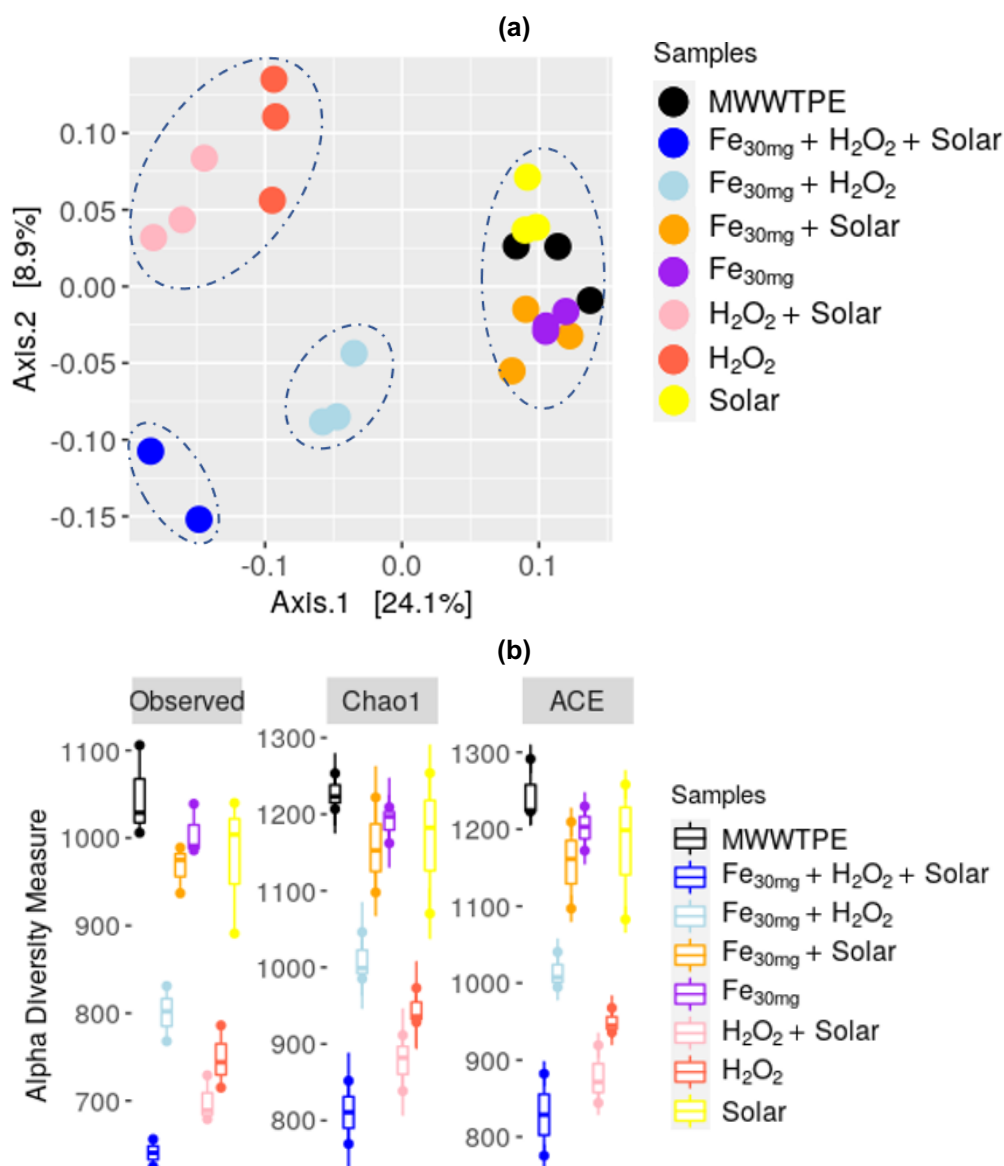 (a)
Samples
MWWTPE
Fe30mg + H2O2 + Solar
Fe30mg + H2O2
Fe30mg + Solar
Fe30mg
H2O2 + Solar
H2O2
Solar
0.10
0.05
0.00
-0.05
-0.10
-0.15
Axis.2 [8.9%]
-0.1 0.0 0.1
Axis.1 [24.1%]
(b)
Observed Chao1 ACE
1100
1000
900
800
700
1300
1200
1100
1000
900
800
1300
1200
1100
1000
900
800
Alpha Diversity Measure
Samples
MWWTPE
Fe30mg + H2O2 + Solar
Fe30mg + H2O2
Fe30mg + Solar
Fe30mg
H2O2 + Solar
H2O2
Solar